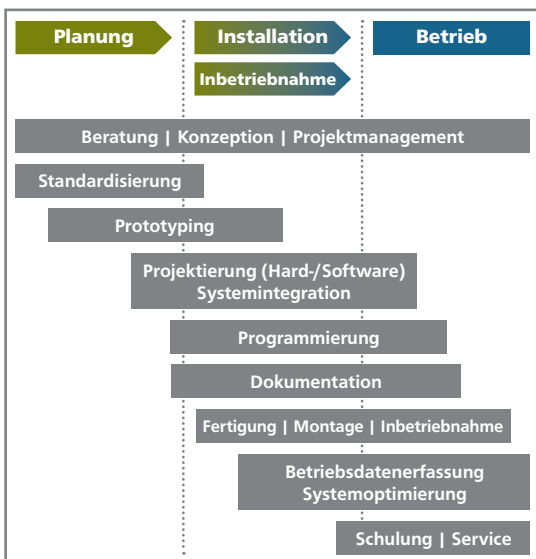 Planung
Installation
Betrieb
Inbetriebnahme
Beratung | Konzeption | Projektmanagement
Standardisierung
Prototyping
Projektierung (Hard-/Software)
Systemintegration
Programmierung
Dokumentation
Fertigung | Montage | Inbetriebnahme
Betriebsdatenerfassung
Systemoptimierung
Schulung | Service